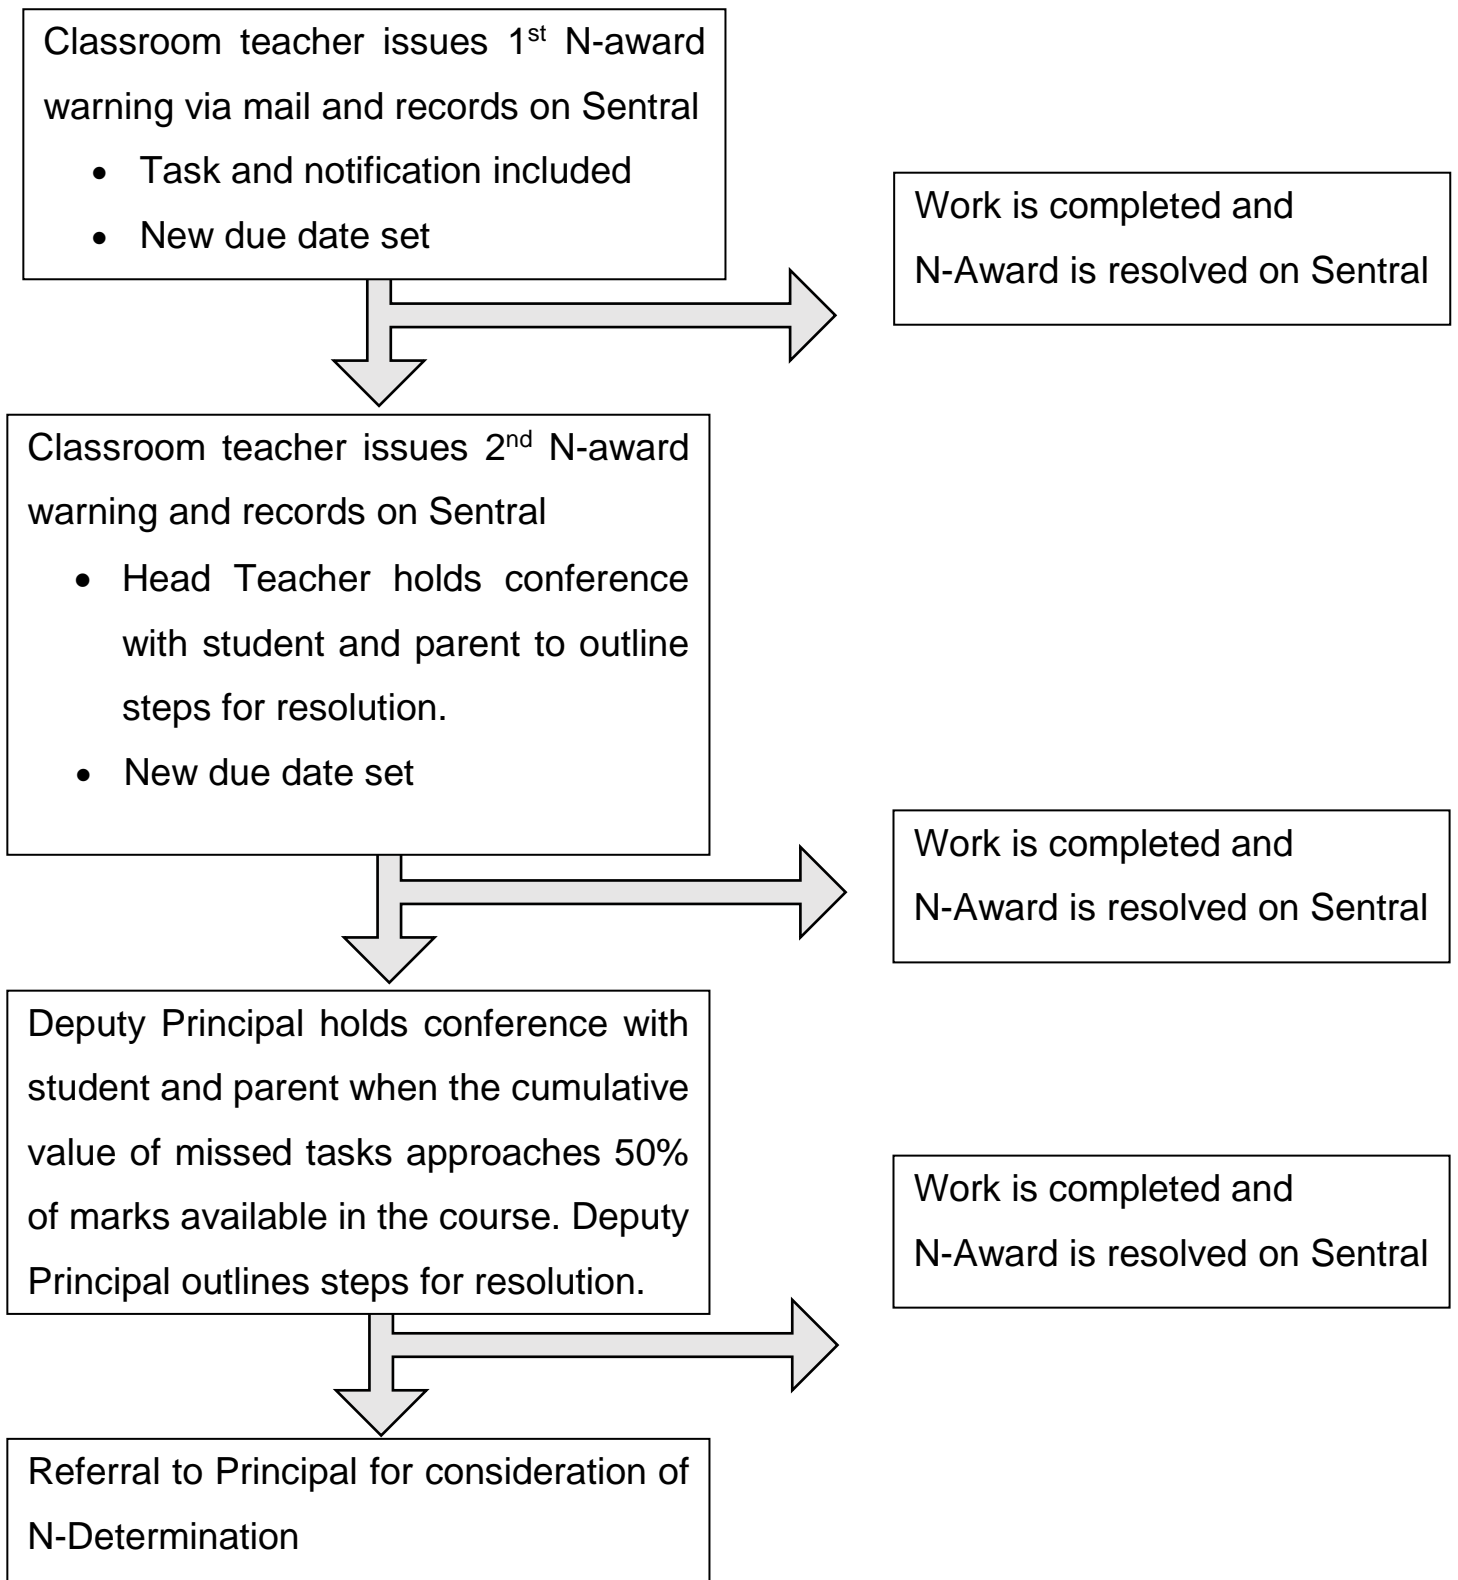 Classroom teacher issues 1st N-award
warning via mail and records on Sentral
• Task and notification included
• New due date set
Work is completed and
N-Award is resolved on Sentral
Classroom teacher issues 2nd N-award
warning and records on Sentral
• Head Teacher holds conference
with student and parent to outline
steps for resolution.
• New due date set
Work is completed and
N-Award is resolved on Sentral
Deputy Principal holds conference with
student and parent when the cumulative
value of missed tasks approaches 50%
of marks available in the course. Deputy
Principal outlines steps for resolution.
Work is completed and
N-Award is resolved on Sentral
Referral to Principal for consideration of
N-Determination